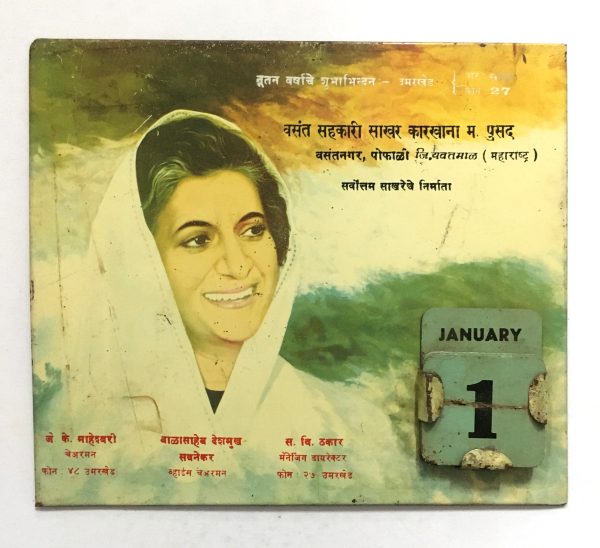 नूतन वर्षाचे शुभाभिनंदन - उमरखेड
27
वसंत सहकारी साखर कारखाना म. पुसद
वसंतनगर, पोफाळी जि.यवतमाळ ( महाराष्ट्र )
सर्वोत्तम साखरेचे निर्माता
JANUARY
1
जे. के. माहेश्वरी
चेअरमन
फोन : ४८ उमरखेड
बाळासाहेब देशमुख
सबनेकर
व्हाईस चेअरमन
स. वि. ठकार
मॅनेजिंग डायरेक्टर
फोन : २७ उमरखेड